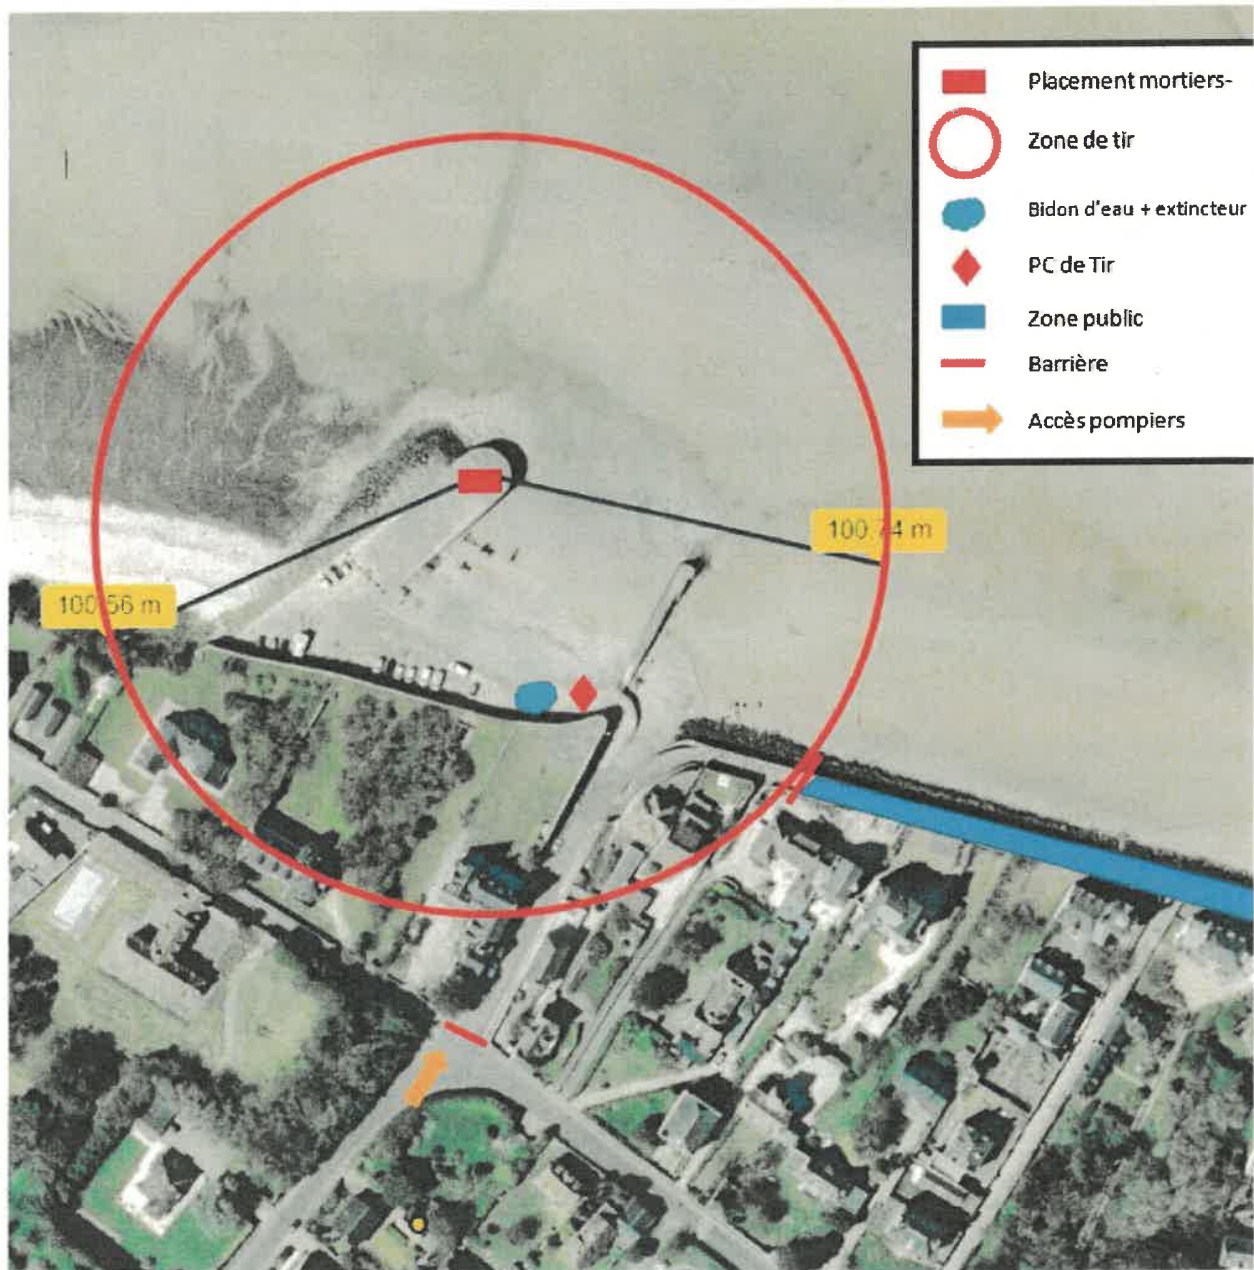 Placement mortiers-
Zone de tir
Bidon d'eau + extincteur
PC de Tir
Zone public
Barrière
Accès pompiers
100.74 m
100.56 m